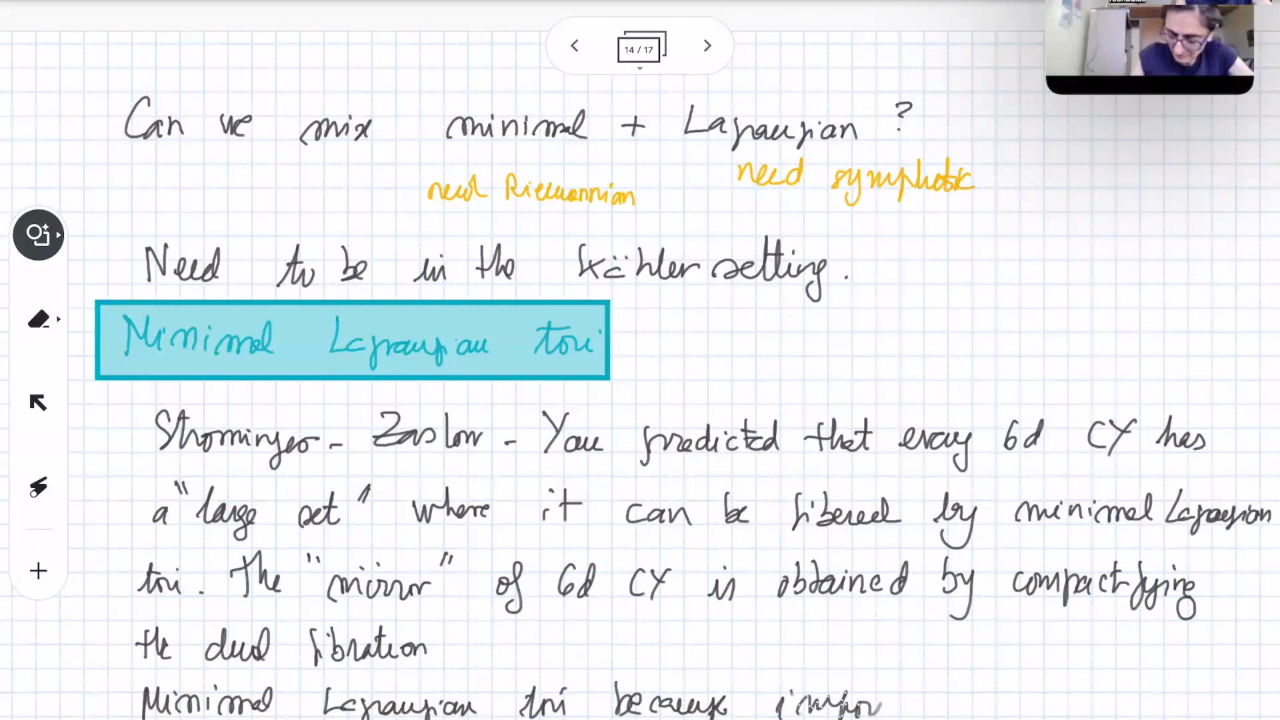 14 / 17
Can we mix minimal + Lagrangian ?
need Riemannian need symplectic
Need to be in the Kähler setting.
Minimal Lagrangian tori
Strominger - Zaslow - Yau predicted that every 6d CY has
a "large set" where it can be fibered by minimal Lagrangian
tori. The "mirror" of 6d CY is obtained by compactifying
the dual fibration
Minimal Lagrangian tori because impor